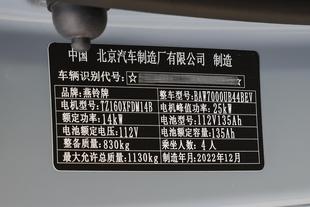 中国 北京汽车制造厂有限公司 制造
车辆识别代号：☆
品牌：燕铃牌 整车型号：BAW7000UB44BEV
电机型号：TZ160XFDM14B 电机峰值功率：25kW
额定功率：14kW 电池型号：112V135Ah
电池额定电压：112V 电池额定容量：135Ah
整备质量：830kg 乘坐人数：4人
最大允许总质量：1130kg 制造年月：2022年12月